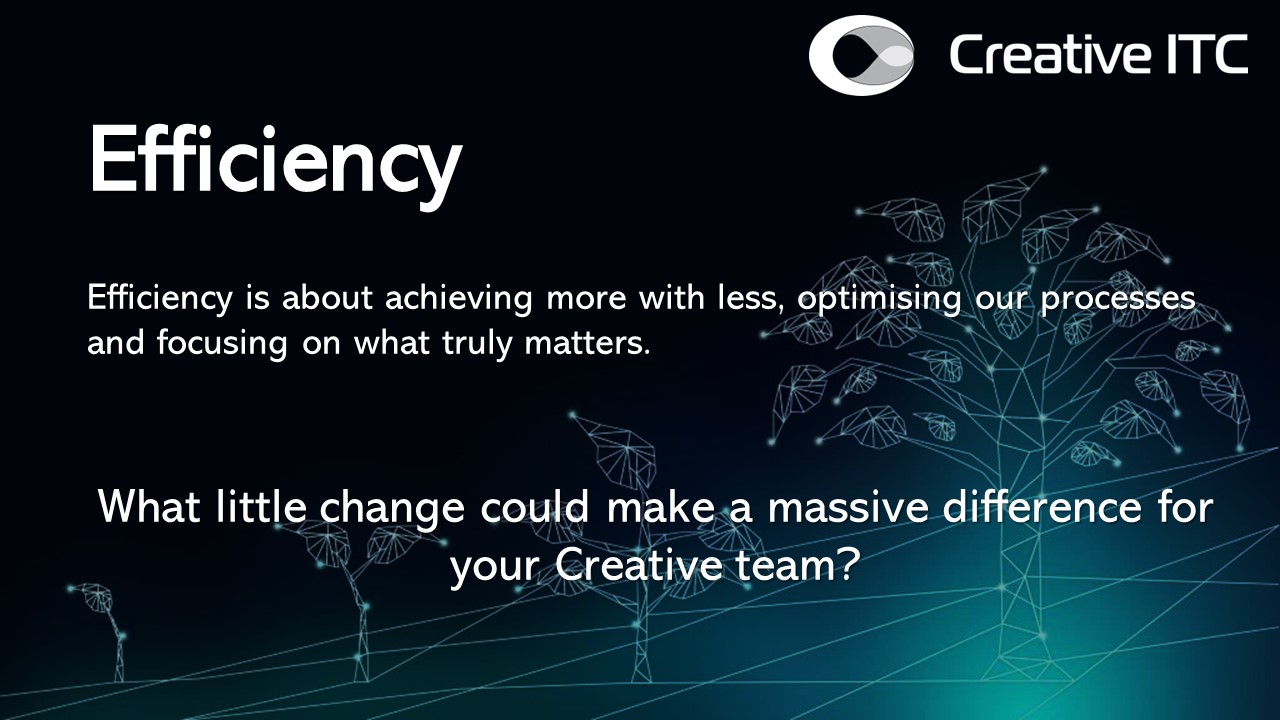 Creative ITC
Efficiency
Efficiency is about achieving more with less, optimising our processes
and focusing on what truly matters.
What little change could make a massive difference for
your Creative team?